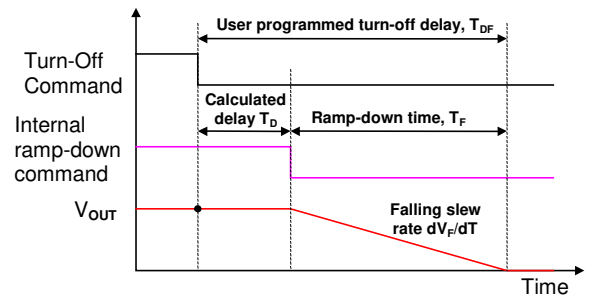 User programmed turn-off delay, TDF
Turn-Off
Command
Calculated
delay TD
Ramp-down time, TF
Internal
ramp-down
command
VOUT
Falling slew
rate dVF/dT
Time